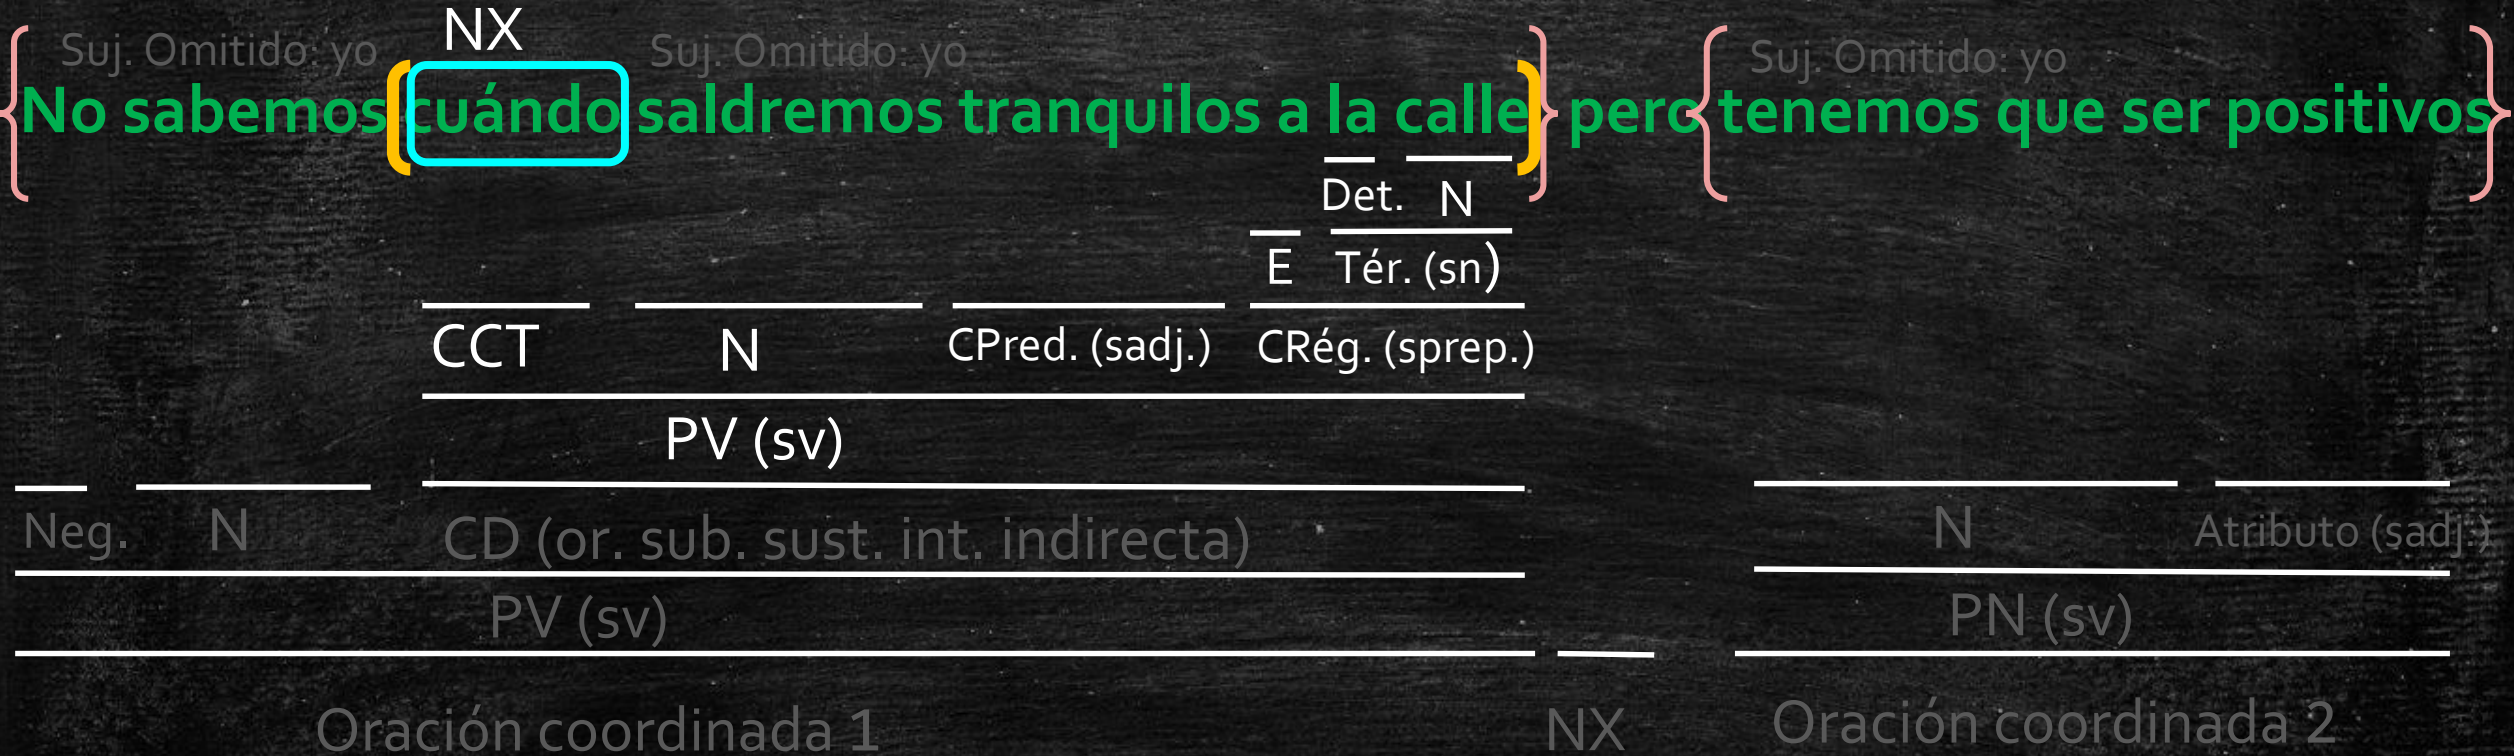 NX
Suj. Omitido: yo Suj. Omitido: yo Suj. Omitido: yo
No sabemos cuándo saldremos tranquilos a la calle pero tenemos que ser positivos
Det. N
E Tér. (sn)
CCT N CPred. (sadj.) CRég. (sprep.)
PV (sv)
Neg. N CD (or. sub. sust. int. indirecta) N Atributo (sadj.)
PV (sv) PN (sv)
Oración coordinada 1 NX Oración coordinada 2